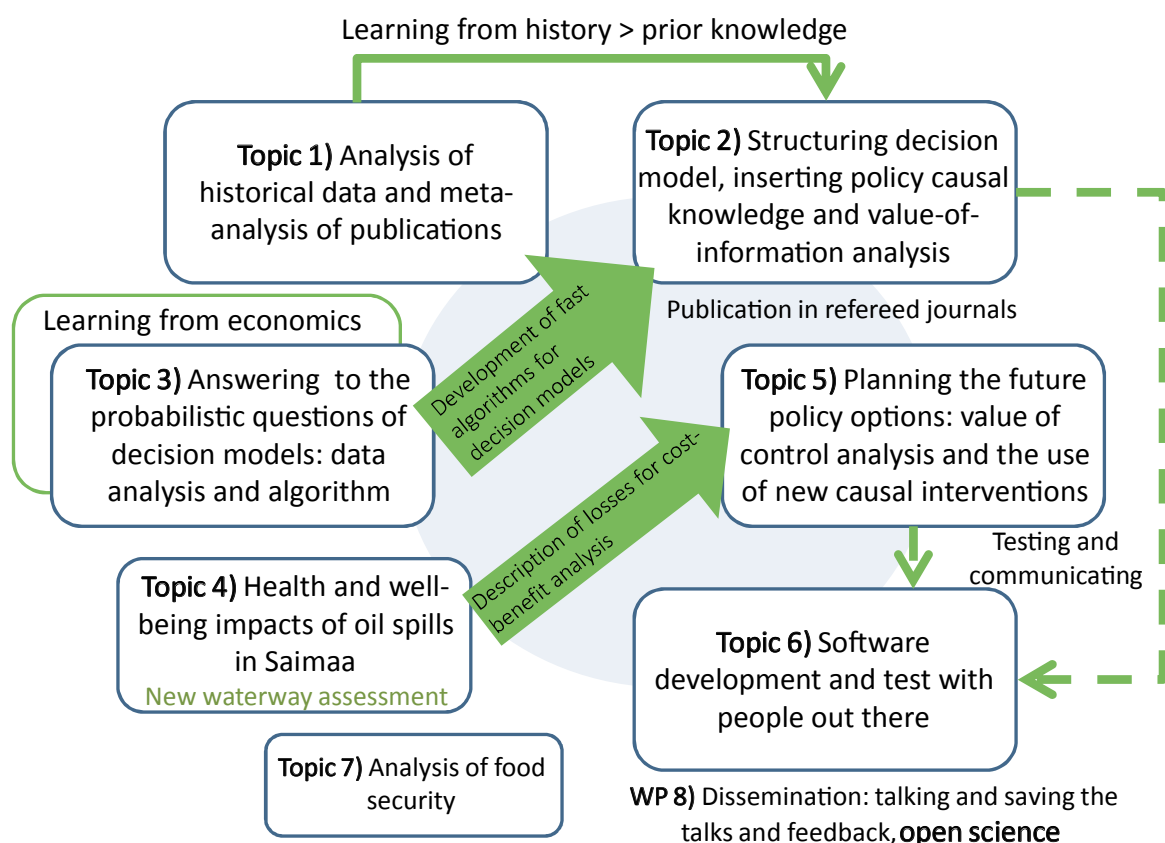 Learning from history > prior knowledge
Topic 1) Analysis of
historical data and meta-
analysis of publications
Topic 2) Structuring decision
model, inserting policy causal
knowledge and value-of-
information analysis
Publication in refereed journals
Learning from economics
Topic 3) Answering to the
probabilistic questions of
decision models: data
analysis and algorithm
Development of fast
algorithms for
decision models
Topic 5) Planning the future
policy options: value of
control analysis and the use
of new causal interventions
Description of losses for cost-
benefit analysis
Testing and
communicating
Topic 4) Health and well-
being impacts of oil spills
in Saimaa
New waterway assessment
Topic 6) Software
development and test with
people out there
Topic 7) Analysis of food
security
WP 8) Dissemination: talking and saving the
talks and feedback, open science